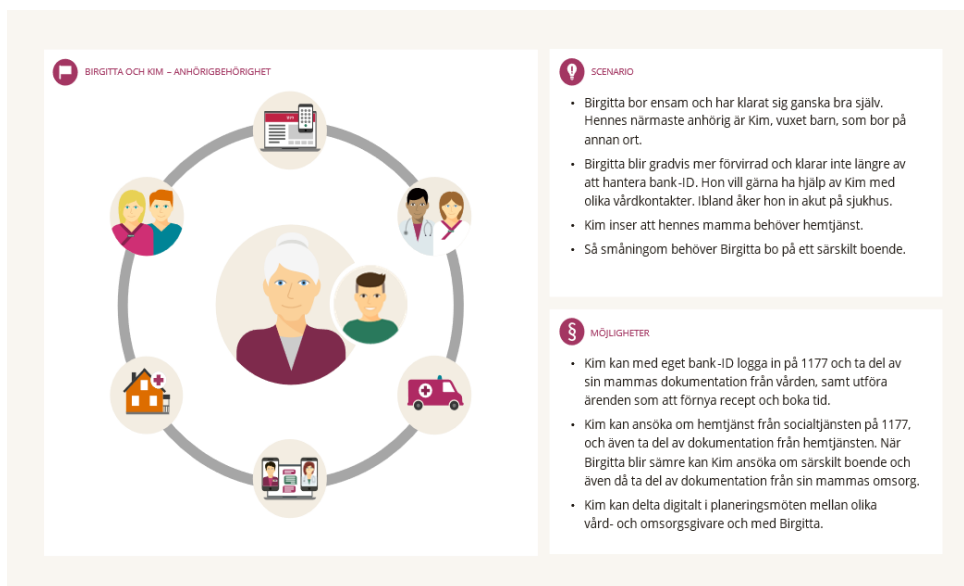 BIRGITTA OCH KIM – ANHÖRIGBEHÖRIGHET
SCENARIO
• Birgitta bor ensam och har klarat sig ganska bra själv.
Hennes närmaste anhörig är Kim, vuxet barn, som bor på
annan ort.
• Birgitta blir gradvis mer förvirrad och klarar inte längre av
att hantera bank-ID. Hon vill gärna ha hjälp av Kim med
olika vårdkontakter. Ibland åker hon in akut på sjukhus.
• Kim inser att hennes mamma behöver hemtjänst.
• Så småningom behöver Birgitta bo på ett särskilt boende.
§ MÖJLIGHETER
• Kim kan med eget bank-ID logga in på 1177 och ta del av
sin mammas dokumentation från vården, samt utföra
ärenden som att förnya recept och boka tid.
• Kim kan ansöka om hemtjänst från socialtjänsten på 1177,
och även ta del av dokumentation från hemtjänsten. När
Birgitta blir sämre kan Kim ansöka om särskilt boende och
även då ta del av dokumentation från sin mammas omsorg.
• Kim kan delta digitalt i planeringsmöten mellan olika
vård- och omsorgsgivare och med Birgitta.